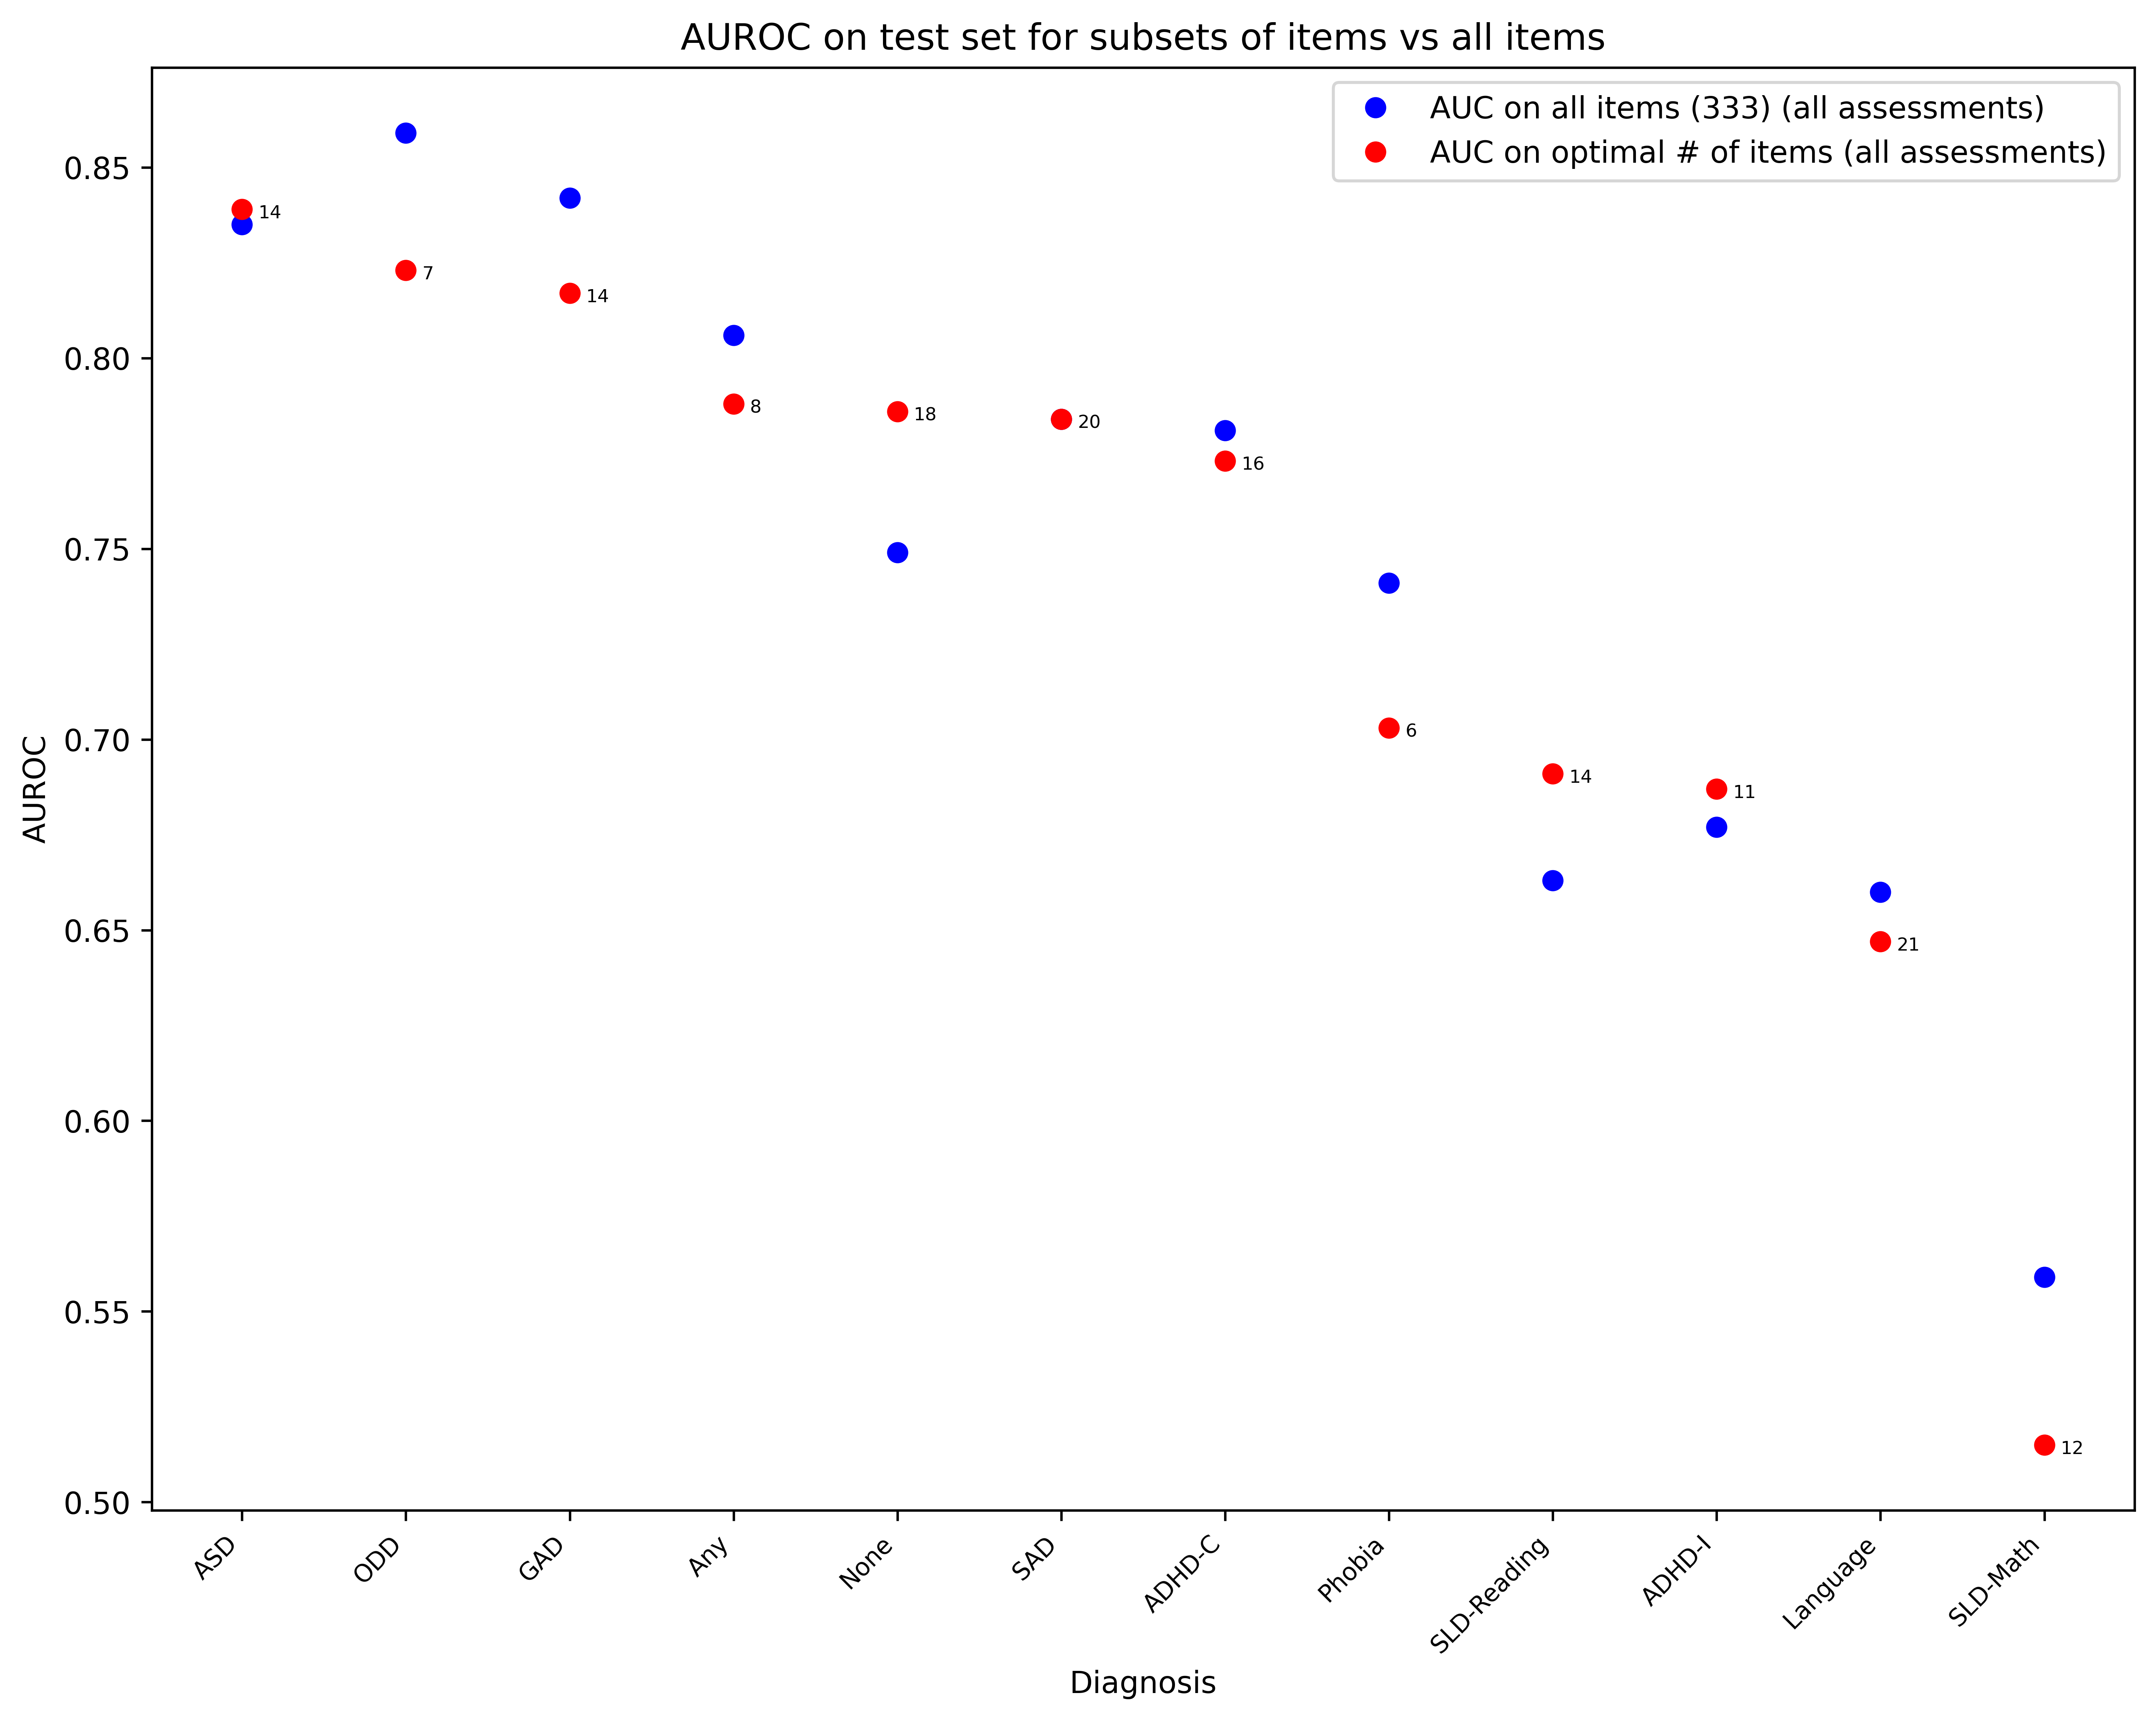 AUROC on test set for subsets of items vs all items
AUC on all items (333) (all assessments)
AUC on optimal # of items (all assessments)
AUROC
0.85
0.80
0.75
0.70
0.65
0.60
0.55
0.50
14
7
14
8
18
20
16
6
14
11
21
12
ASD
ODD
GAD
Any
None
SAD
ADHD-C
Phobia
SLD-Reading
ADHD-I
Language
SLD-Math
Diagnosis